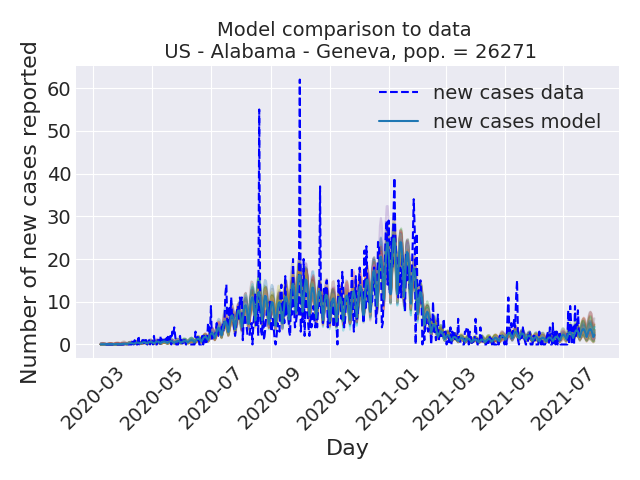 Model comparison to data
US - Alabama - Geneva, pop. = 26271
Number of new cases reported
60
50
40
30
20
10
0
new cases data
new cases model
2020-03
2020-05
2020-07
2020-09
2020-11
2021-01
2021-03
2021-05
2021-07
Day